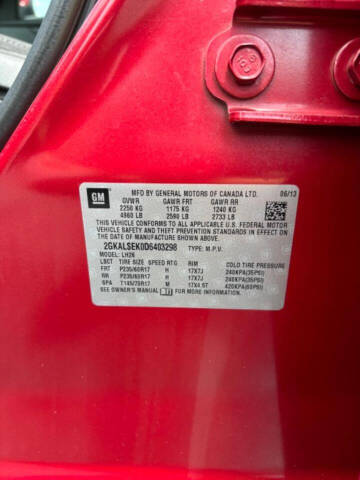 GM
MFD BY GENERAL MOTORS OF CANADA LTD. 06/13
GVWR GAWR FRT GAWR RR
2250 KG 1175 KG 1240 KG
4960 LB 2590 LB 2733 LB
THIS VEHICLE CONFORMS TO ALL APPLICABLE U.S. FEDERAL
MOTOR VEHICLE SAFETY AND THEFT PREVENTION
STANDARDS IN EFFECT ON THE DATE OF
MANUFACTURE SHOWN ABOVE.
2GKALSEK0D6403298 TYPE: M.P.V.
MODEL: LH26
LOCT TIRE SIZE SPEED RTG RIM COLD TIRE PRESSURE
FRT P235/65R17 H 17X7J 240KPA(35PSI)
RR P235/65R17 H 17X7J 240KPA(35PSI)
SPA T145/70R17 M 17X4.5T 420KPA(60PSI)
SEE OWNER'S MANUAL FOR ADDITIONAL INFORMATION.